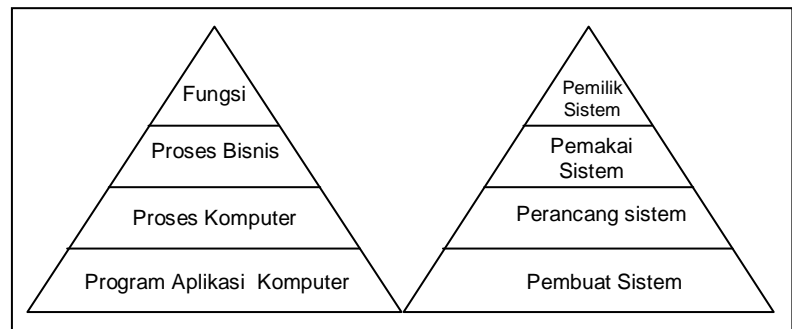 Fungsi
Proses Bisnis
Proses Komputer
Program Aplikasi Komputer
Pemilik
Sistem
Pemakai
Sistem
Perancang sistem
Pembuat Sistem